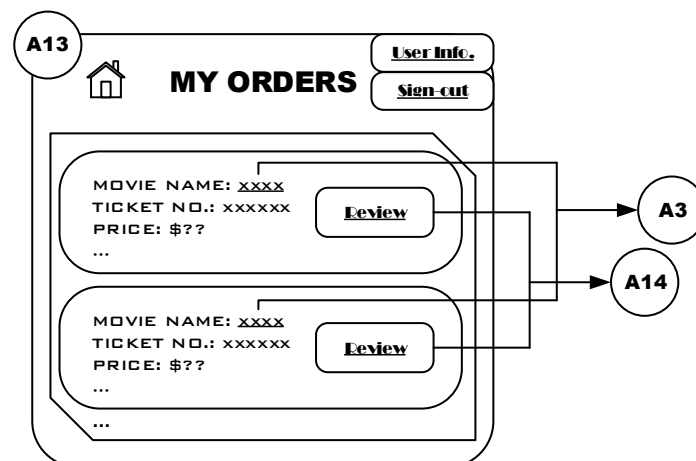 A13
User Info.
MY ORDERS
Sign-out
MOVIE NAME: xxxx
TICKET NO.: xxxxxx
PRICE: $??
...
Review
A3
A14
MOVIE NAME: xxxx
TICKET NO.: xxxxxx
PRICE: $??
...
Review
...